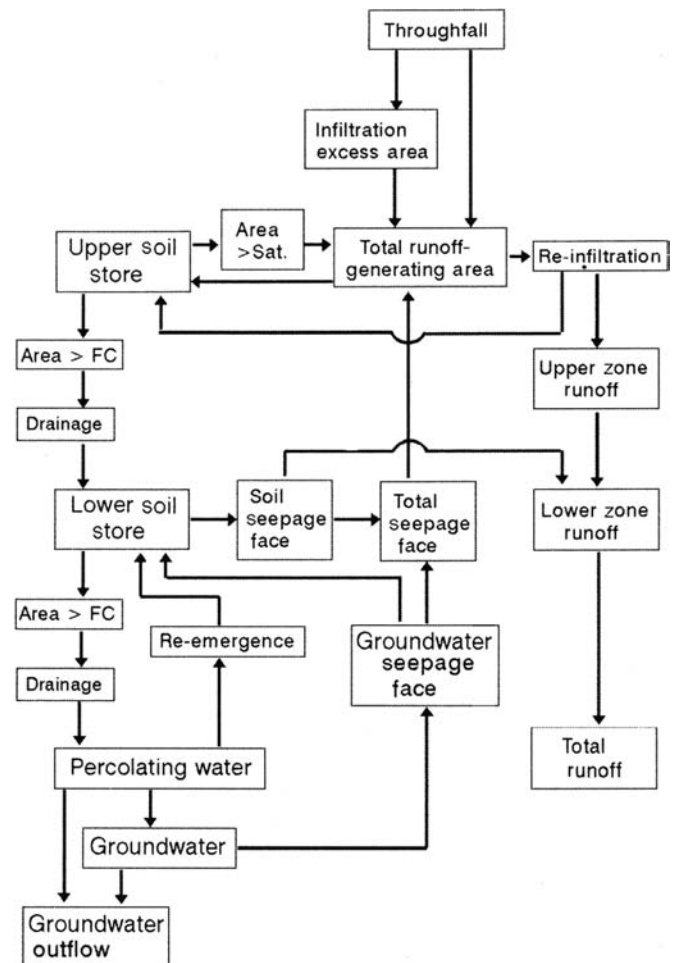 Throughfall
Infiltration
excess area
Area
>Sat.
Upper soil
store
Total runoff-
generating area
Re-infiltration
Area > FC
Upper zone
runoff
Drainage
Lower soil
store
Soil
seepage
face
Total
seepage
face
Lower zone
runoff
Area > FC
Re-emergence
Groundwater
seepage
face
Drainage
Percolating water
Total
runoff
Groundwater
Groundwater
outflow